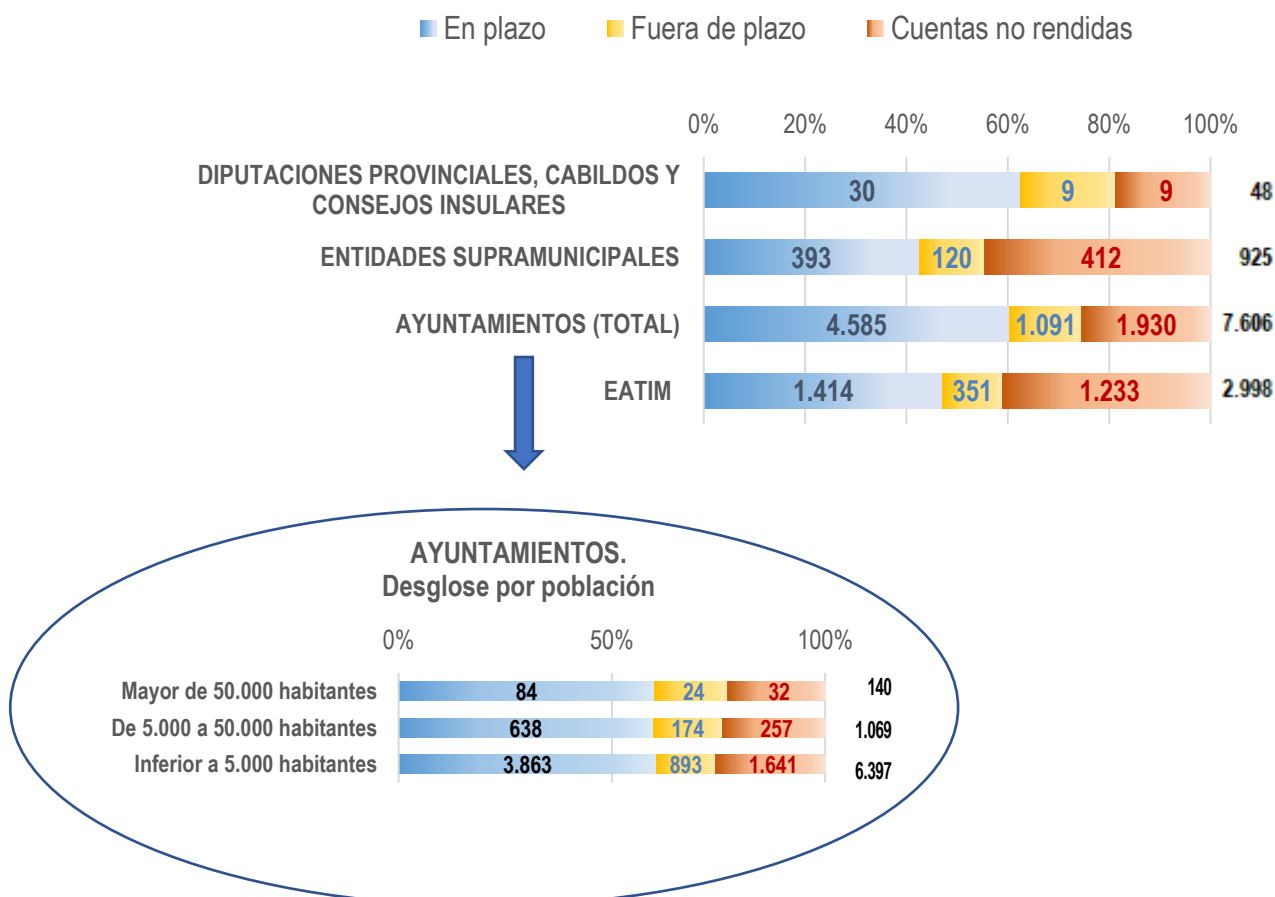 En plazo Fuera de plazo Cuentas no rendidas
0% 20% 40% 60% 80% 100%
DIPUTACIONES PROVINCIALES, CABILDOS Y
CONSEJOS INSULARES
30 9 9 48
ENTIDADES SUPRAMUNICIPALES 393 120 412 925
AYUNTAMIENTOS (TOTAL) 4.585 1.091 1.930 7.606
EATIM 1.414 351 1.233 2.998
AYUNTAMIENTOS.
Desglose por población
0% 50% 100%
Mayor de 50.000 habitantes 84 24 32 140
De 5.000 a 50.000 habitantes 638 174 257 1.069
Inferior a 5.000 habitantes 3.863 893 1.641 6.397